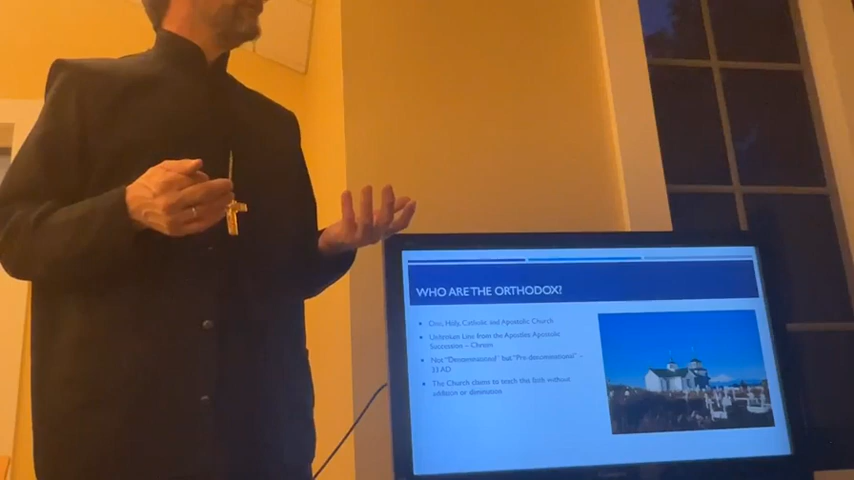 WHO ARE THE ORTHODOX?
• One, Holy, Catholic and Apostolic Church
• Unbroken Line from the Apostles Apostolic
Succession – Chrism
• Not "Denominational" but "Pre-denominational" –
33 AD
• The Church claims to teach the faith without
addition or diminution